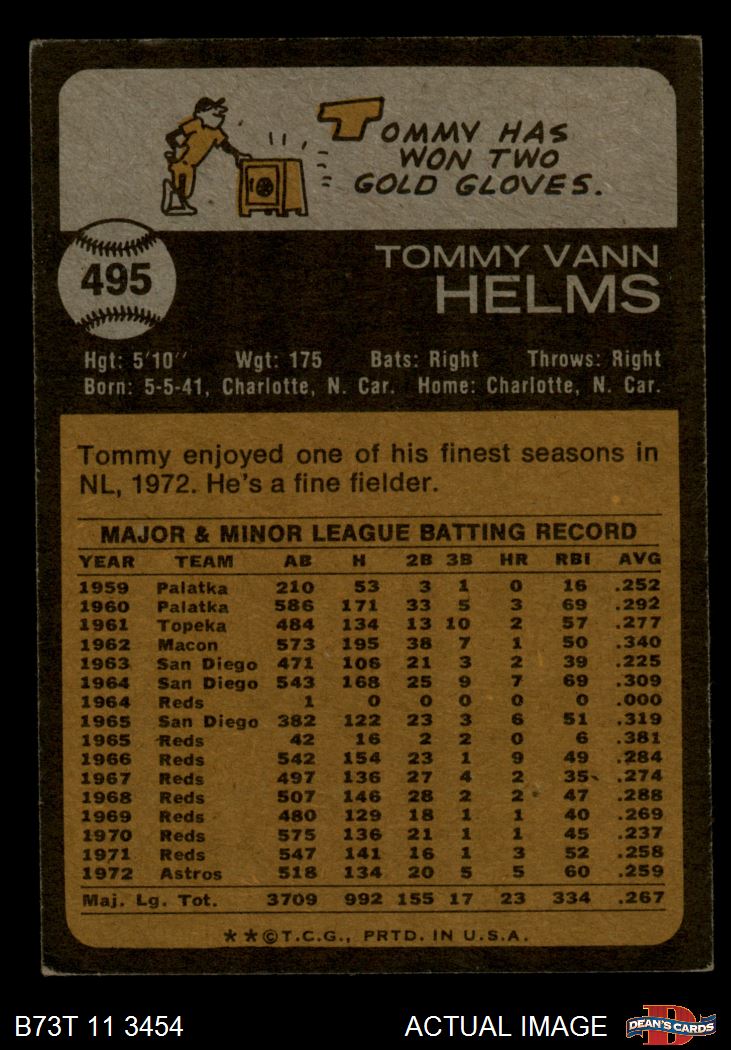 TOMMY HAS
WON TWO
GOLD GLOVES.
495
TOMMY VANN
HELMS
Hgt: 5'10" Wgt: 175 Bats: Right Throws: Right
Born: 5-5-41, Charlotte, N. Car. Home: Charlotte, N. Car.
Tommy enjoyed one of his finest seasons in
NL, 1972. He's a fine fielder.
MAJOR & MINOR LEAGUE BATTING RECORD
YEAR TEAM AB H 2B 3B HR RBI AVG
1959 Palatka 210 53 3 1 0 16 .252
1960 Palatka 586 171 33 5 3 69 .292
1961 Topeka 484 134 13 10 2 57 .277
1962 Macon 573 195 38 7 1 50 .340
1963 San Diego 471 106 21 3 2 39 .225
1964 San Diego 543 168 25 9 7 69 .309
1964 Reds 1 0 0 0 0 0 .000
1965 San Diego 382 122 23 3 6 51 .319
1965 Reds 42 16 2 2 0 6 .381
1966 Reds 542 154 23 1 9 49 .284
1967 Reds 497 136 27 4 2 35 .274
1968 Reds 507 146 28 2 2 47 .288
1969 Reds 480 129 18 1 1 40 .269
1970 Reds 575 136 21 1 1 45 .237
1971 Reds 547 141 16 1 3 52 .258
1972 Astros 518 134 20 5 5 60 .259
Maj. Lg. Tot. 3709 992 155 17 23 334 .267
**©T.C.G., PRTD. IN U.S.A.
B73T 11 3454 ACTUAL IMAGE DEAN'S CARDS